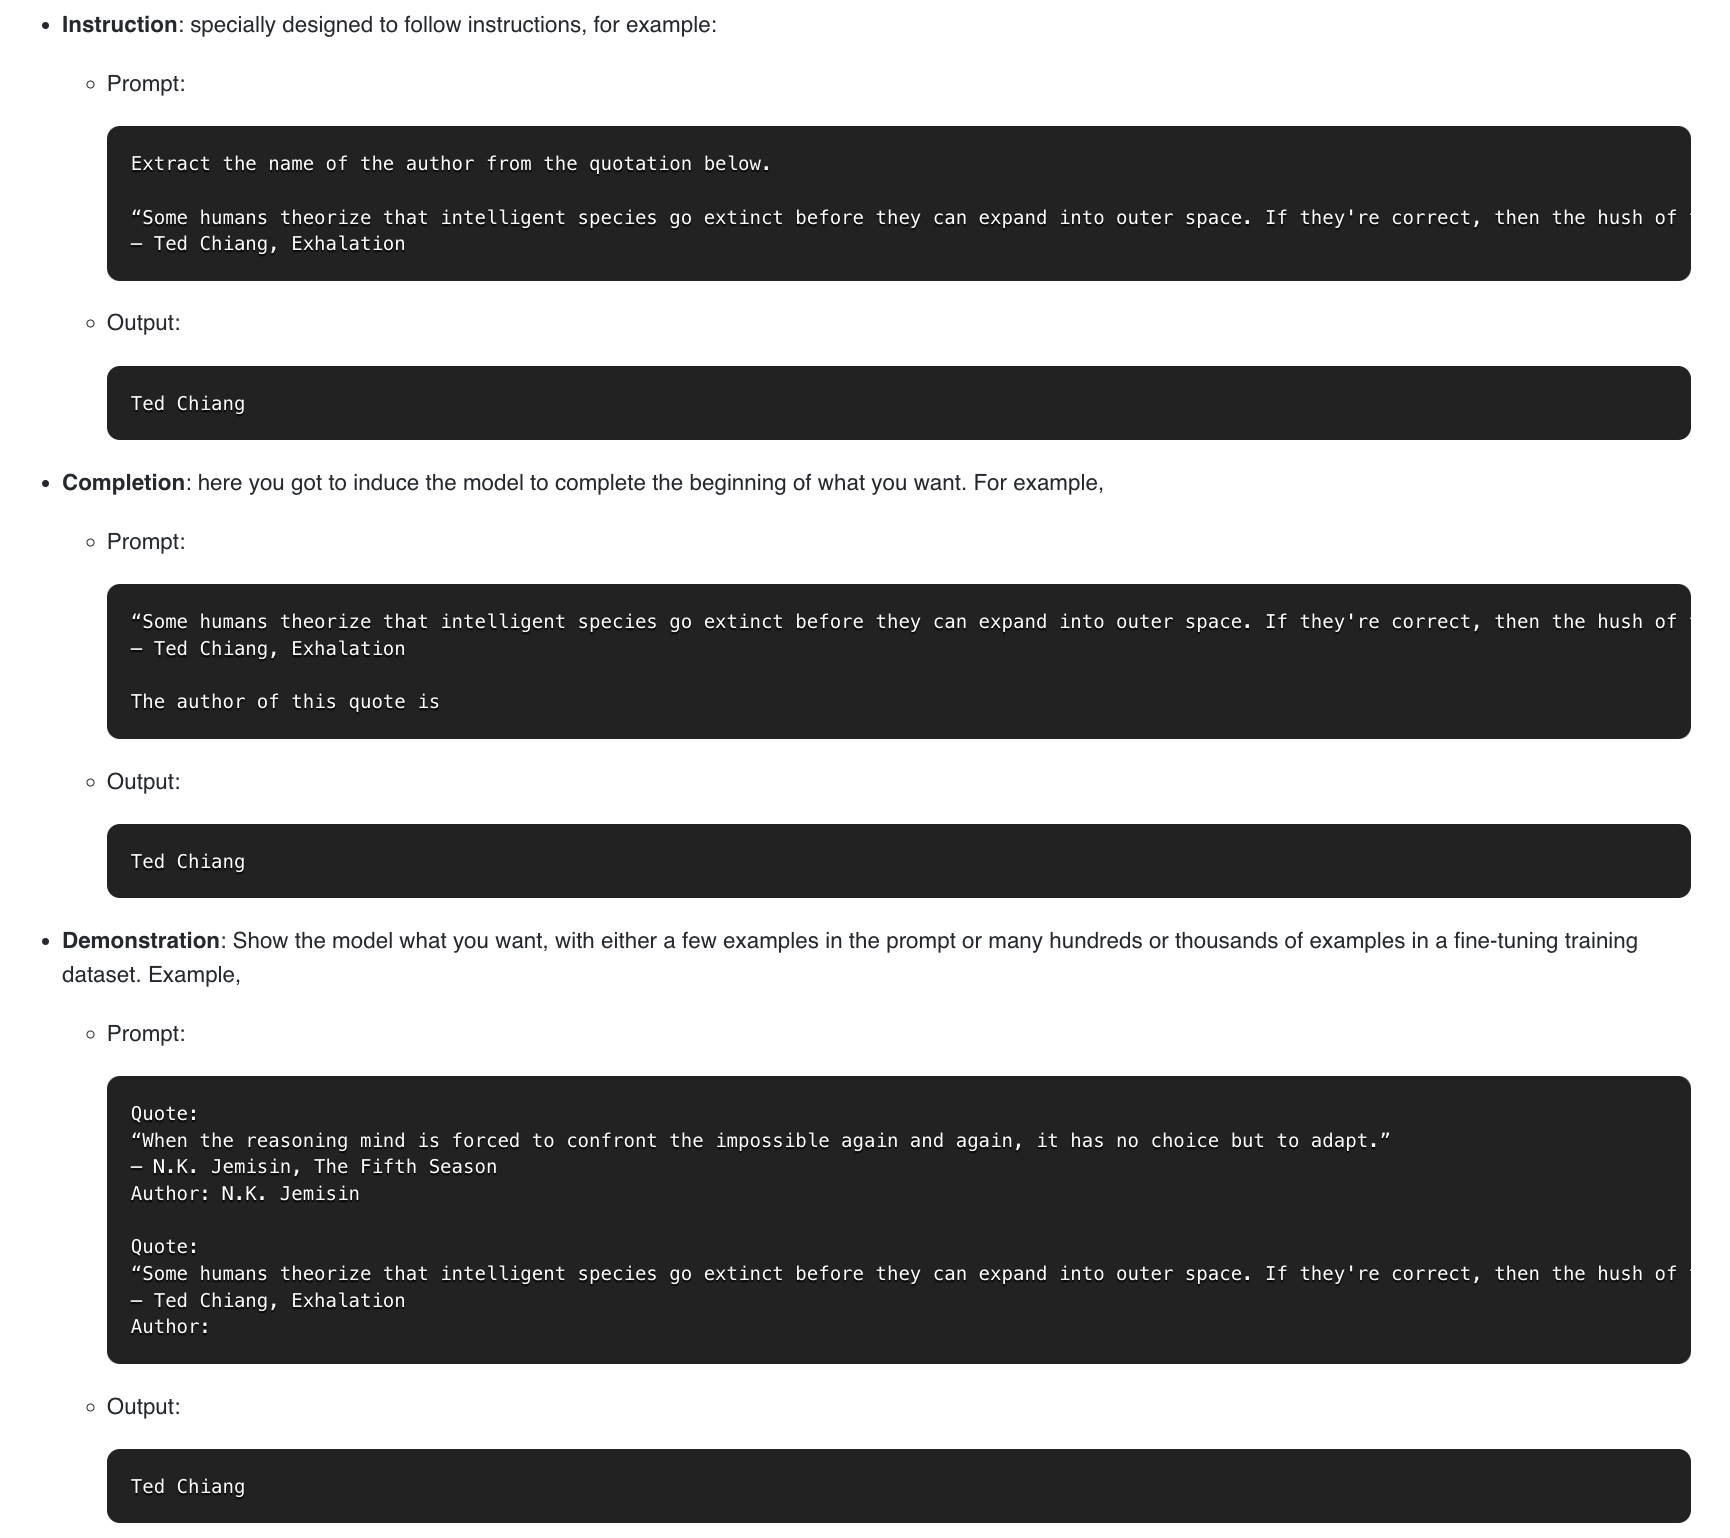 Instruction: specially designed to follow instructions, for example:
Prompt:
Extract the name of the author from the quotation below.
“Some humans theorize that intelligent species go extinct before they can expand into outer space. If they're correct, then the hush of
— Ted Chiang, Exhalation
Output:
Ted Chiang
Completion: here you got to induce the model to complete the beginning of what you want. For example,
Prompt:
“Some humans theorize that intelligent species go extinct before they can expand into outer space. If they're correct, then the hush of
— Ted Chiang, Exhalation
The author of this quote is
Output:
Ted Chiang
Demonstration: Show the model what you want, with either a few examples in the prompt or many hundreds or thousands of examples in a fine-tuning training
dataset. Example,
Prompt:
Quote:
“When the reasoning mind is forced to confront the impossible again and again, it has no choice but to adapt.”
— N.K. Jemisin, The Fifth Season
Author: N.K. Jemisin
Quote:
“Some humans theorize that intelligent species go extinct before they can expand into outer space. If they're correct, then the hush of
— Ted Chiang, Exhalation
Author:
Output:
Ted Chiang